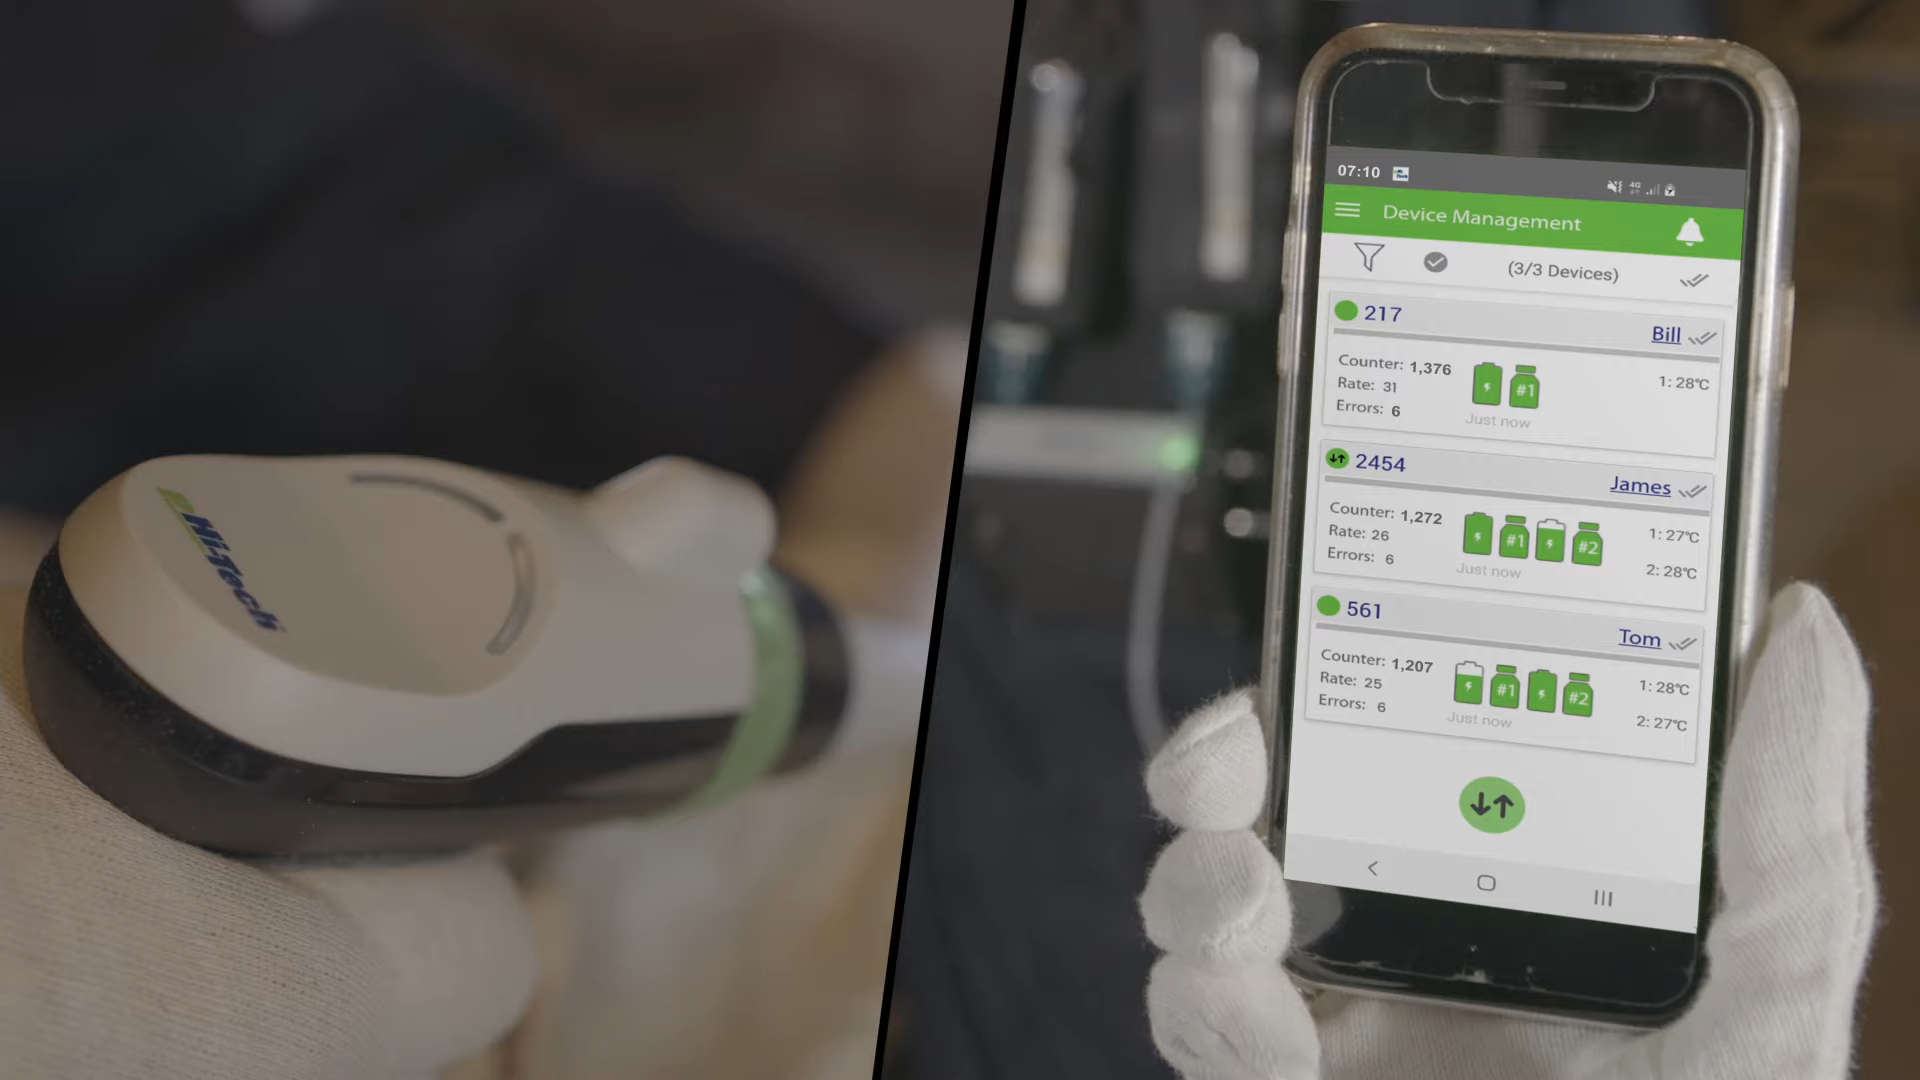 Hi-Tech
07:10
4G
Device Management
(3/3 Devices)
217
Bill
Counter: 1,376
Rate: 31
Errors: 6
#1
1: 28°C
Just now
2454
James
Counter: 1,272
Rate: 26
Errors: 6
#1
#2
1: 27°C
2: 28°C
Just now
561
Tom
Counter: 1,207
Rate: 25
Errors: 6
#1
#2
1: 28°C
2: 27°C
Just now